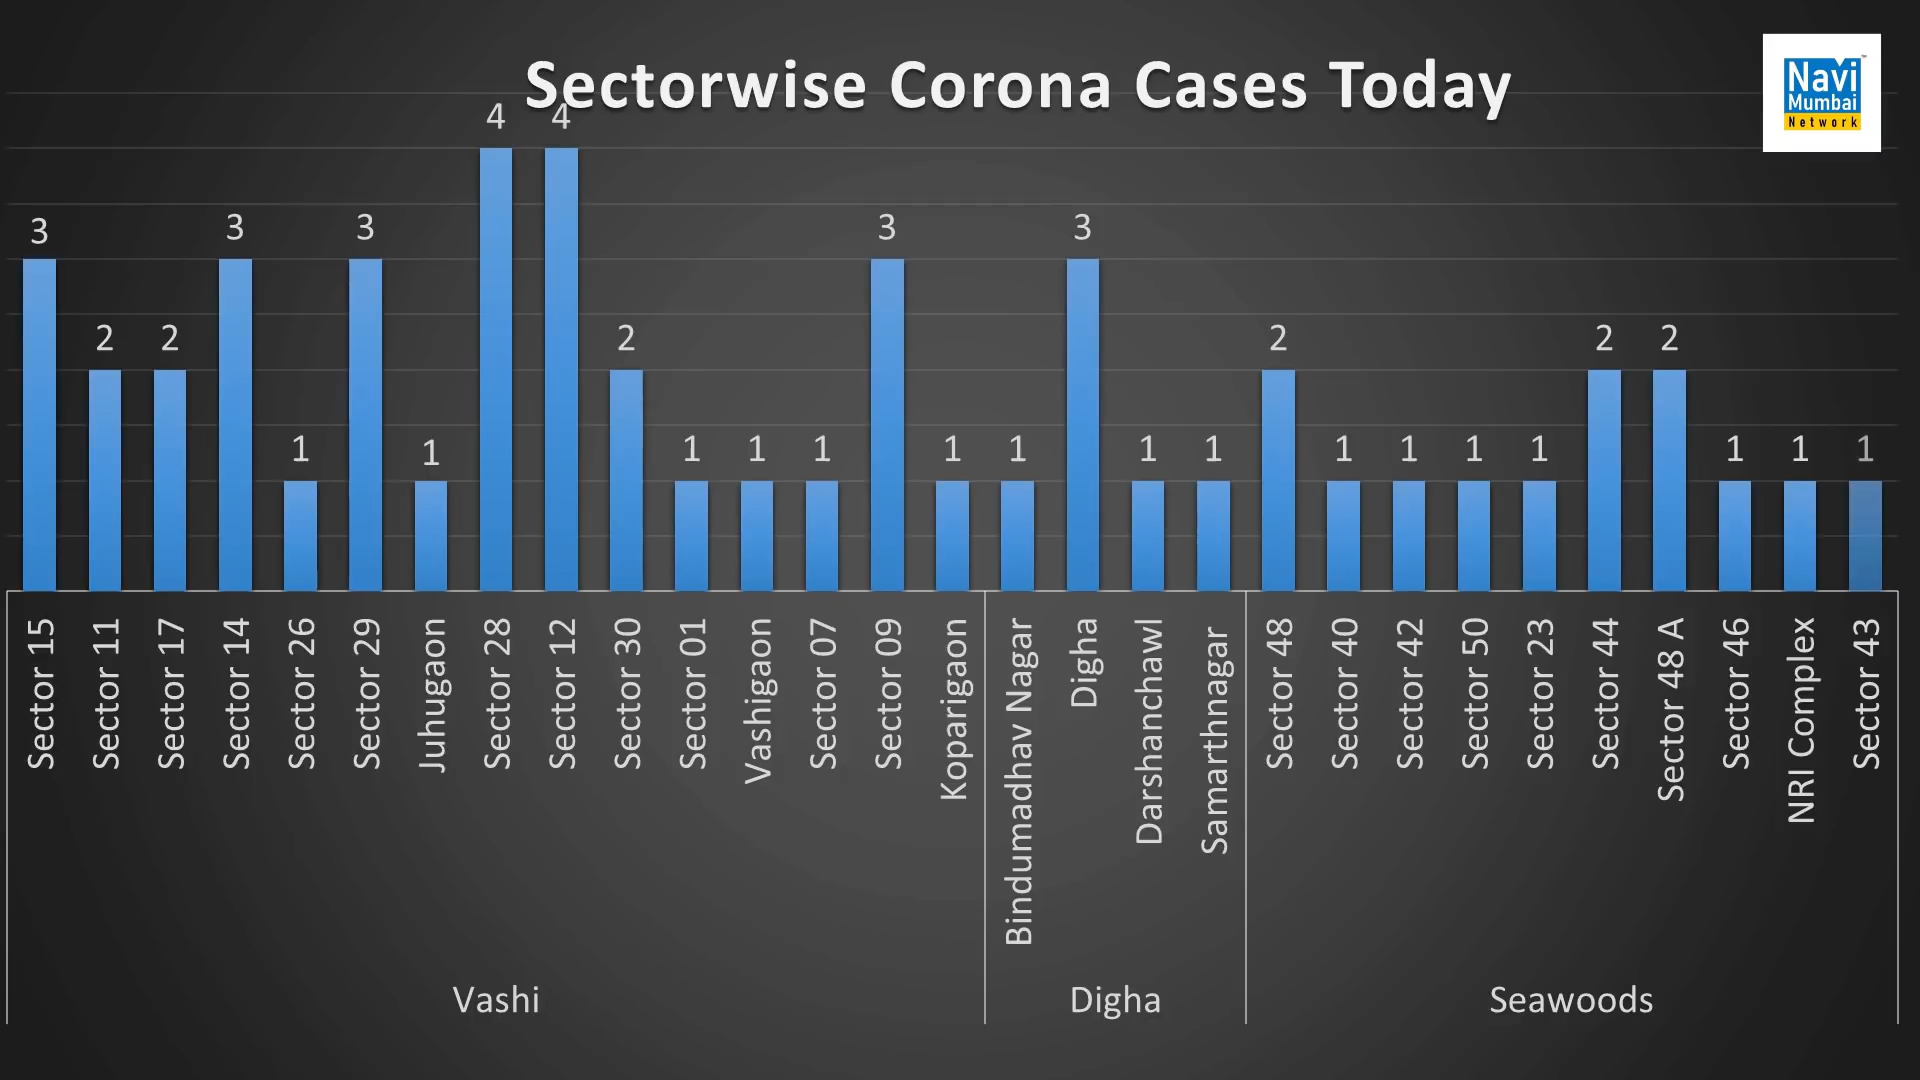 Sectorwise Corona Cases Today
Navi
Mumbai
Network
4 4
3 3 3 3 3
2 2 2 2 2 2
1 1 1 1 1 1 1 1 1 1 1 1 1 1 1 1
Sector 15
Sector 11
Sector 17
Sector 14
Sector 26
Sector 29
Juhugaon
Sector 28
Sector 12
Sector 30
Sector 01
Vashigaon
Sector 07
Sector 09
Koparigaon
Bindumadhav Nagar
Digha
Darshanchawl
Samarthnagar
Sector 48
Sector 40
Sector 42
Sector 50
Sector 23
Sector 44
Sector 48 A
Sector 46
NRI Complex
Sector 43
Vashi
Digha
Seawoods